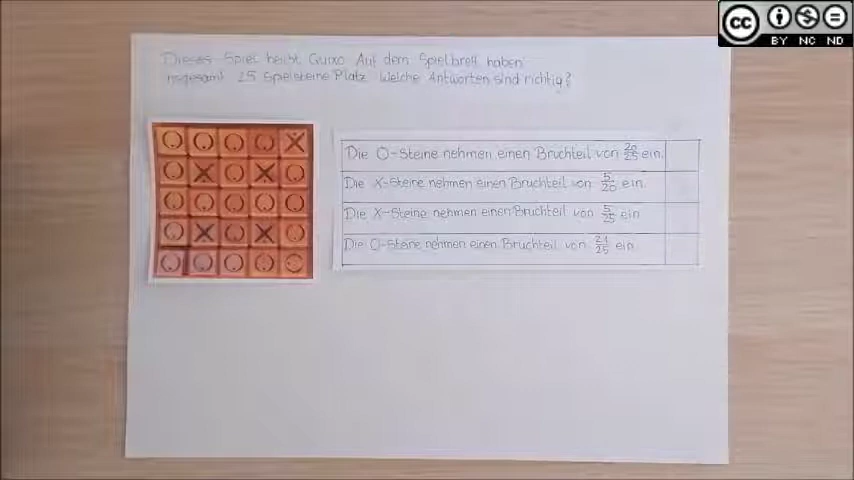 Dieses Spiel heißt Quixo. Auf dem Spielbrett haben
insgesamt 25 Spielsteine Platz. Welche Antworten sind richtig?
Die O-Steine nehmen einen Bruchteil von 20/25 ein.
Die X-Steine nehmen einen Bruchteil von 5/20 ein.
Die X-Steine nehmen einen Bruchteil von 5/25 ein.
Die O-Steine nehmen einen Bruchteil von 21/25 ein.
O O O O X
O X O X O
O O O O O
O X O X O
O O O O O
CC
BY NC ND